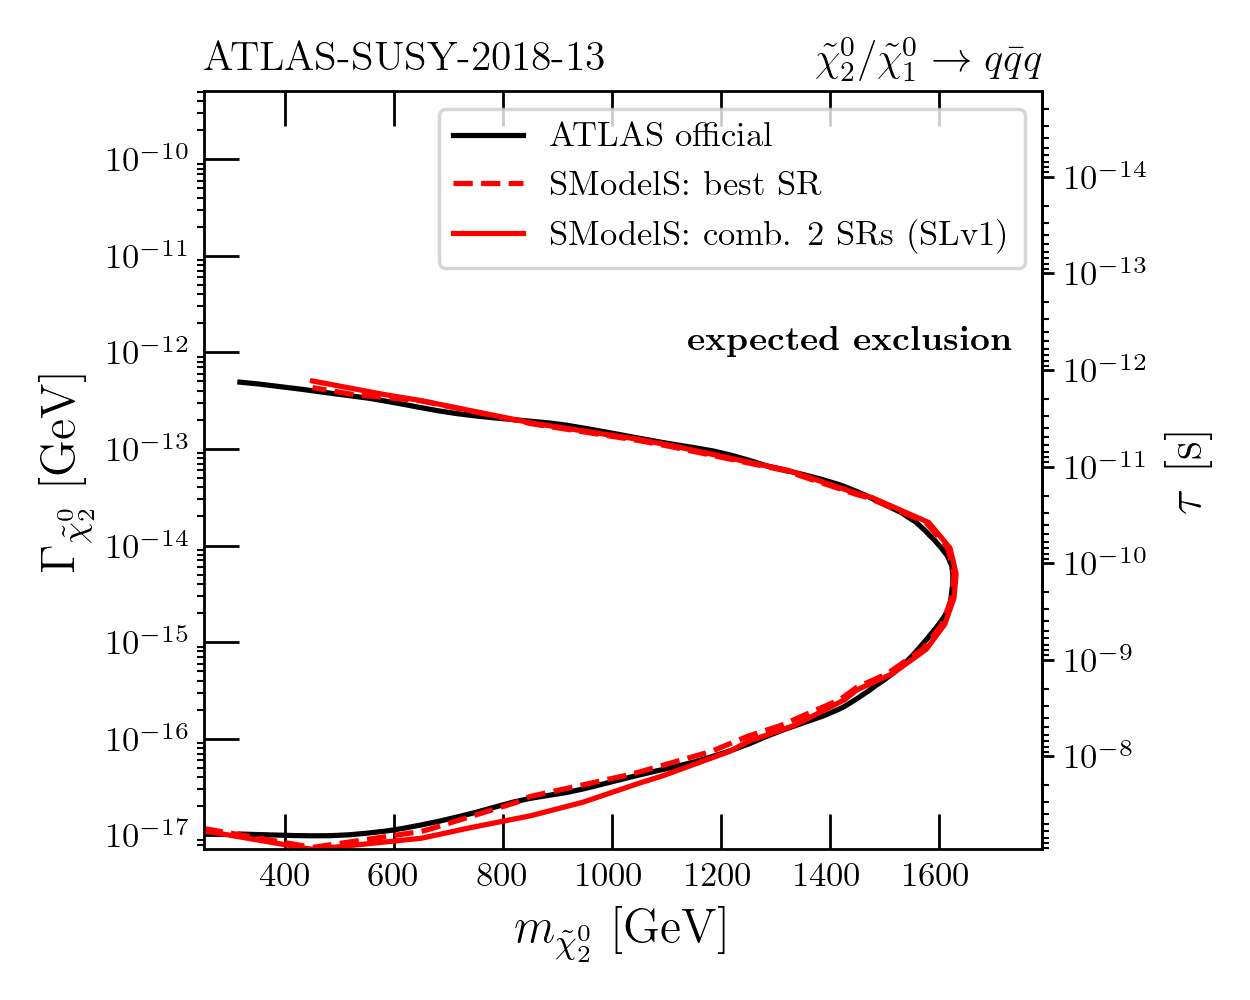 ATLAS-SUSY-2018-13
χ̃⁰₂/χ̃⁰₁ → qq̄q
ATLAS official
SModelS: best SR
SModelS: comb. 2 SRs (SLv1)
expected exclusion
Γ_χ̃⁰₂ [GeV]
10⁻¹⁰
10⁻¹¹
10⁻¹²
10⁻¹³
10⁻¹⁴
10⁻¹⁵
10⁻¹⁶
10⁻¹⁷
10⁻¹⁴
10⁻¹³
10⁻¹²
10⁻¹¹
10⁻¹⁰
10⁻⁹
10⁻⁸
τ [s]
400 600 800 1000 1200 1400 1600
m_χ̃⁰₂ [GeV]